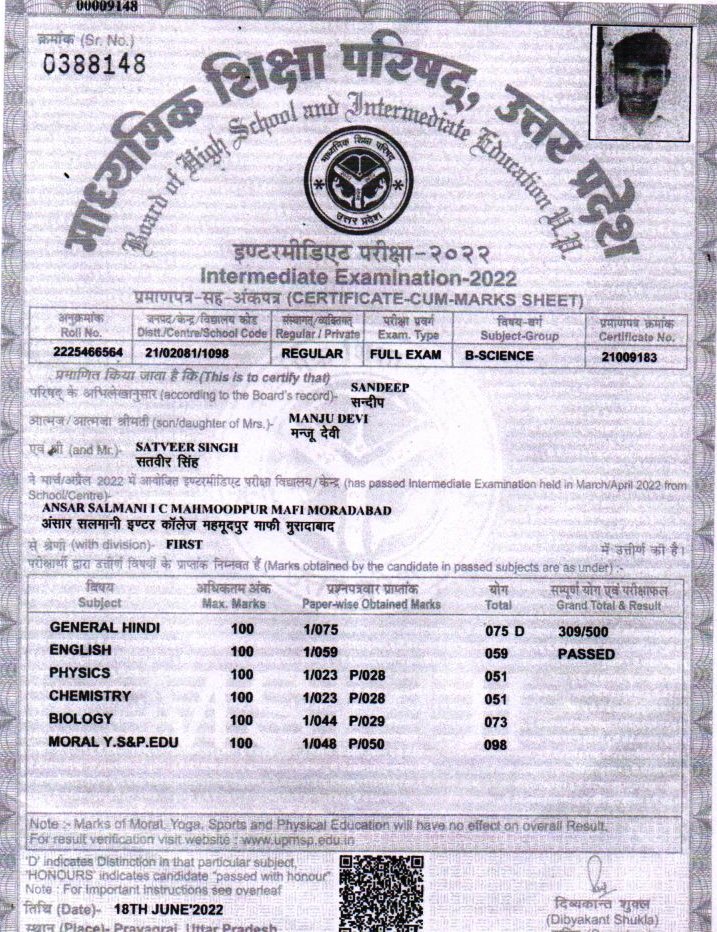 00009148
क्रमांक (Sr. No.)
0388148
माध्यमिक शिक्षा परिषद्, उत्तर प्रदेश
Board of High School and Intermediate Education U.P.
माध्यमिक शिक्षा परिषद्
उत्तर प्रदेश
इण्टरमीडिएट परीक्षा-२०२२
Intermediate Examination-2022
प्रमाणपत्र-सह-अंकपत्र (CERTIFICATE-CUM-MARKS SHEET)
अनुक्रमांक जनपद/केन्द्र/विद्यालय कोड संस्थागत/व्यक्तिगत परीक्षा प्रवर्ग विषय-वर्ग प्रमाणपत्र क्रमांक
Roll No. Distt./Centre/School Code Regular / Private Exam. Type Subject-Group Certificate No.
2225466564 21/02081/1098 REGULAR FULL EXAM B-SCIENCE 21009183
प्रमाणित किया जाता है कि (This is to certify that)
परिषद् के अभिलेखानुसार (according to the Board's record)- SANDEEP
सन्दीप
आत्मज/आत्मजा श्रीमती (son/daughter of Mrs.)- MANJU DEVI
मन्जू देवी
एवं श्री (and Mr.)- SATVEER SINGH
सतवीर सिंह
ने मार्च/अप्रैल 2022 में आयोजित इण्टरमीडिएट परीक्षा विद्यालय/केन्द्र (has passed Intermediate Examination held in March/April 2022 from
School/Centre)-
ANSAR SALMANI I C MAHMOODPUR MAFI MORADABAD
अंसार सलमानी इण्टर कॉलेज महमूदपुर माफी मुरादाबाद
से श्रेणी (with division)- FIRST में उत्तीर्ण की है।
परीक्षार्थी द्वारा उत्तीर्ण विषयों के प्राप्तांक निम्नवत हैं (Marks obtained by the candidate in passed subjects are as under) :-
विषय अधिकतम अंक प्रश्नपत्रवार प्राप्तांक योग सम्पूर्ण योग एवं परीक्षाफल
Subject Max. Marks Paper-wise Obtained Marks Total Grand Total & Result
GENERAL HINDI 100 1/075 075 D 309/500
ENGLISH 100 1/059 059 PASSED
PHYSICS 100 1/023 P/028 051
CHEMISTRY 100 1/023 P/028 051
BIOLOGY 100 1/044 P/029 073
MORAL Y.S&P.EDU 100 1/048 P/050 098
Note :- Marks of Moral, Yoga, Sports and Physical Education will have no effect on overall Result.
For result verification visit website : www.upmsp.edu.in
'D' indicates Distinction in that particular subject,
'HONOURS' indicates candidate "passed with honour"
Note : For Important Instructions see overleaf
तिथि (Date)- 18TH JUNE'2022
स्थान (Place)- Prayagraj, Uttar Pradesh
दिब्यकान्त शुक्ल
(Dibyakant Shukla)